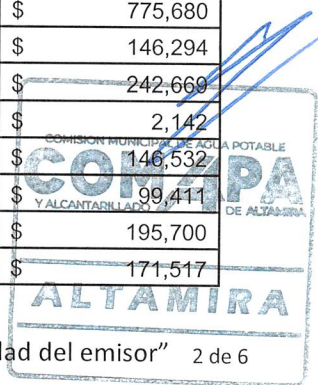 $ 775,680
$ 146,294
$ 242,669
$ 2,142
COMISION MUNICIPAL DE AGUA POTABLE
$ 146,532
COMAPA
$ 99,411
Y ALCANTARILLADO DE ALTAMIRA
$ 195,700
$ 171,517
ALTAMIRA
dad del emisor” 2 de 6